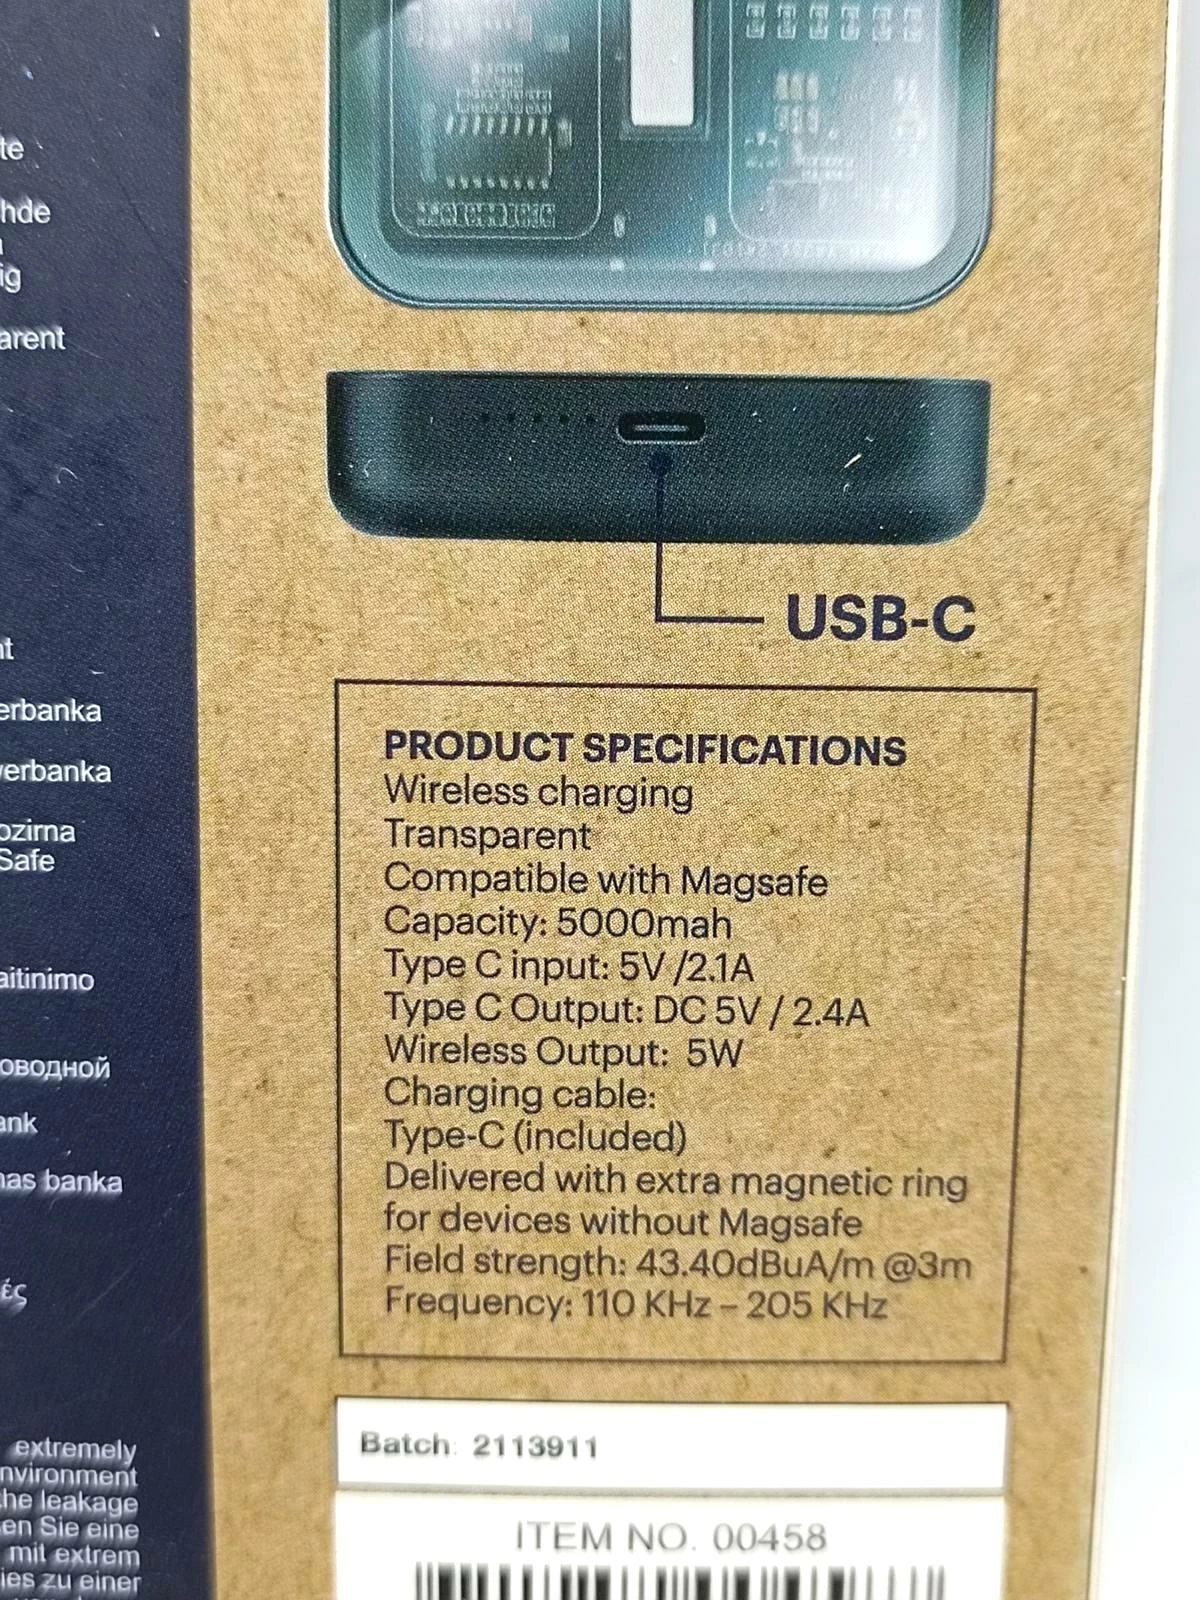 te
hde
ig
arent
nt
erbanka
werbanka
ozirna
Safe
aitinimo
оводной
ank
nas banka
ές
extremely
nvironment
the leakage
en Sie eine
mit extrem
ies zu einer
USB-C
PRODUCT SPECIFICATIONS
Wireless charging
Transparent
Compatible with Magsafe
Capacity: 5000mah
Type C input: 5V /2.1A
Type C Output: DC 5V / 2.4A
Wireless Output: 5W
Charging cable:
Type-C (included)
Delivered with extra magnetic ring
for devices without Magsafe
Field strength: 43.40dBuA/m @3m
Frequency: 110 KHz – 205 KHz
Batch: 2113911
ITEM NO. 00458